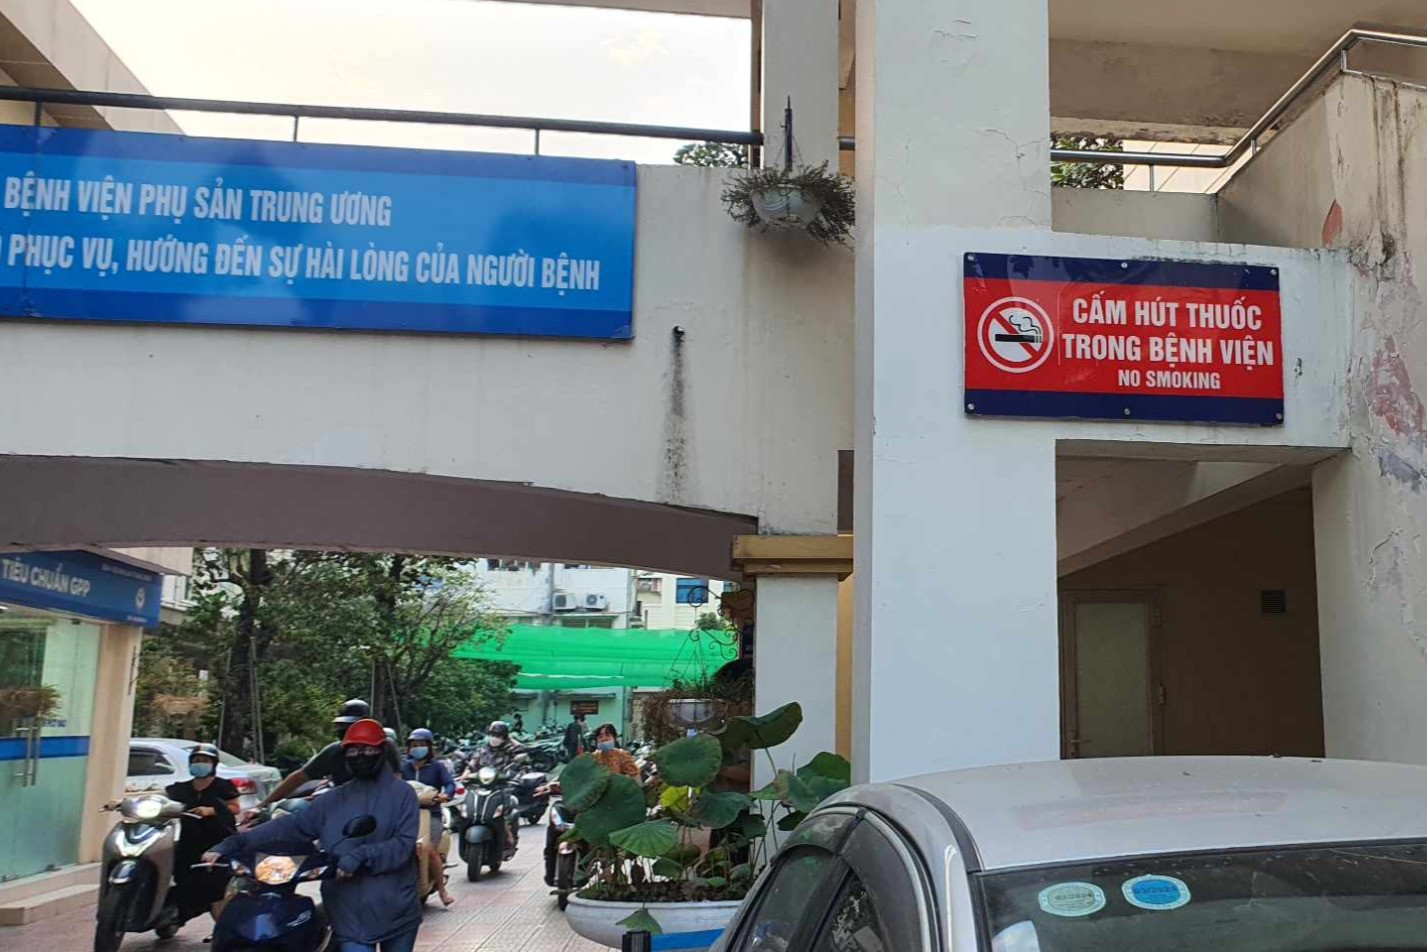 BỆNH VIỆN PHỤ SẢN TRUNG ƯƠNG
PHỤC VỤ, HƯỚNG ĐẾN SỰ HÀI LÒNG CỦA NGƯỜI BỆNH
CẤM HÚT THUỐC
TRONG BỆNH VIỆN
NO SMOKING
TIÊU CHUẨN GPP